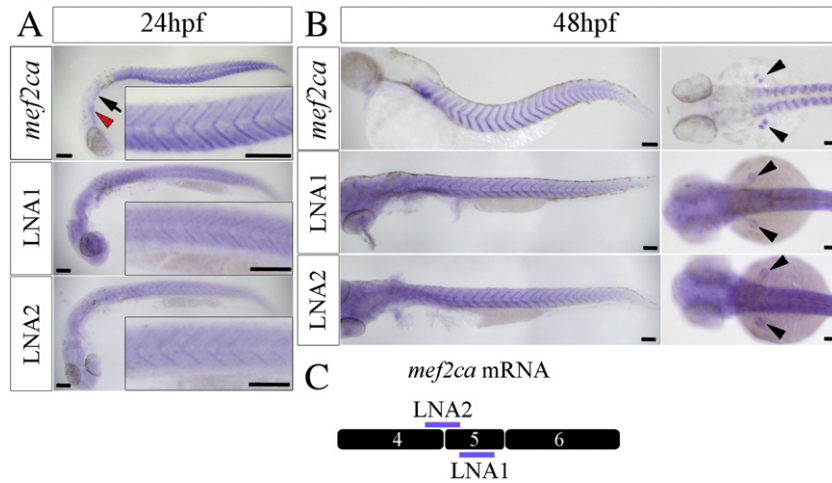 A
24hpf
mef2ca
LNA1
LNA2
B
48hpf
mef2ca
LNA1
LNA2
C
mef2ca mRNA
LNA2
4 5 6
LNA1